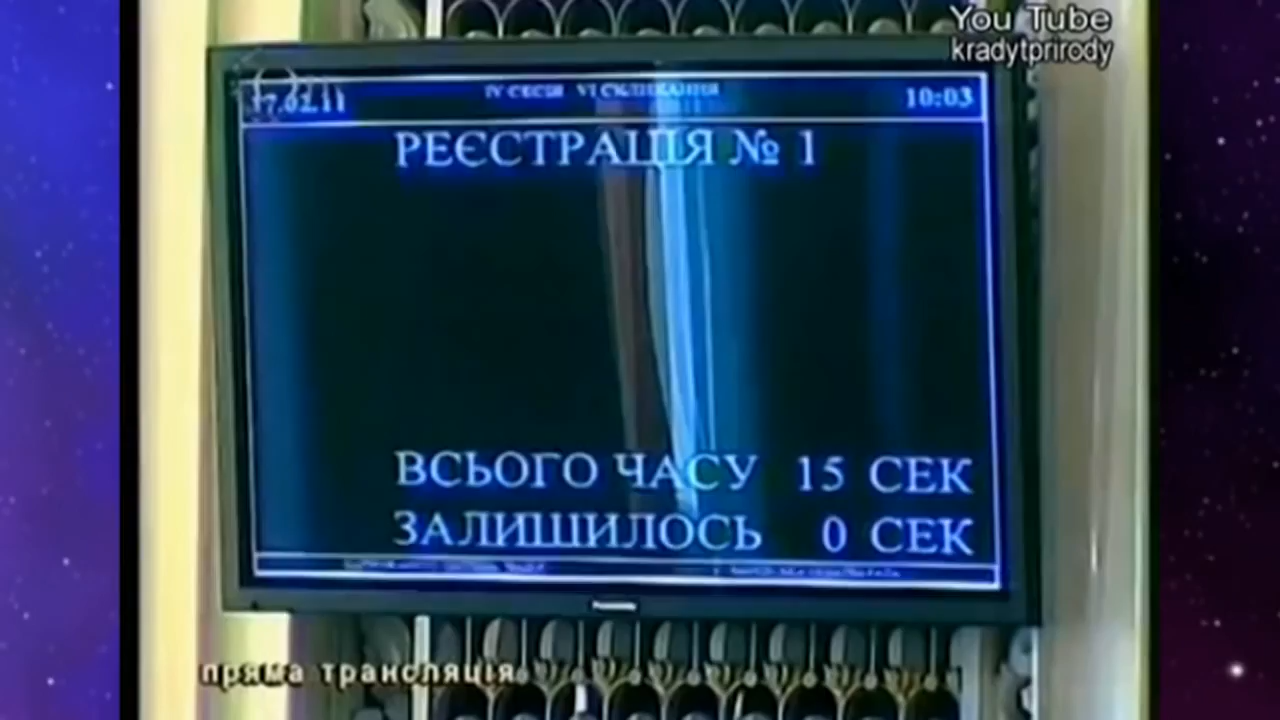 You Tube
kradytprirody
17.02.11
IV СЕСІЯ VI СКЛИКАННЯ
10:03
РЕЄСТРАЦІЯ № 1
ВСЬОГО ЧАСУ 15 СЕК
ЗАЛИШИЛОСЬ 0 СЕК
Panasonic
пряма трансляція